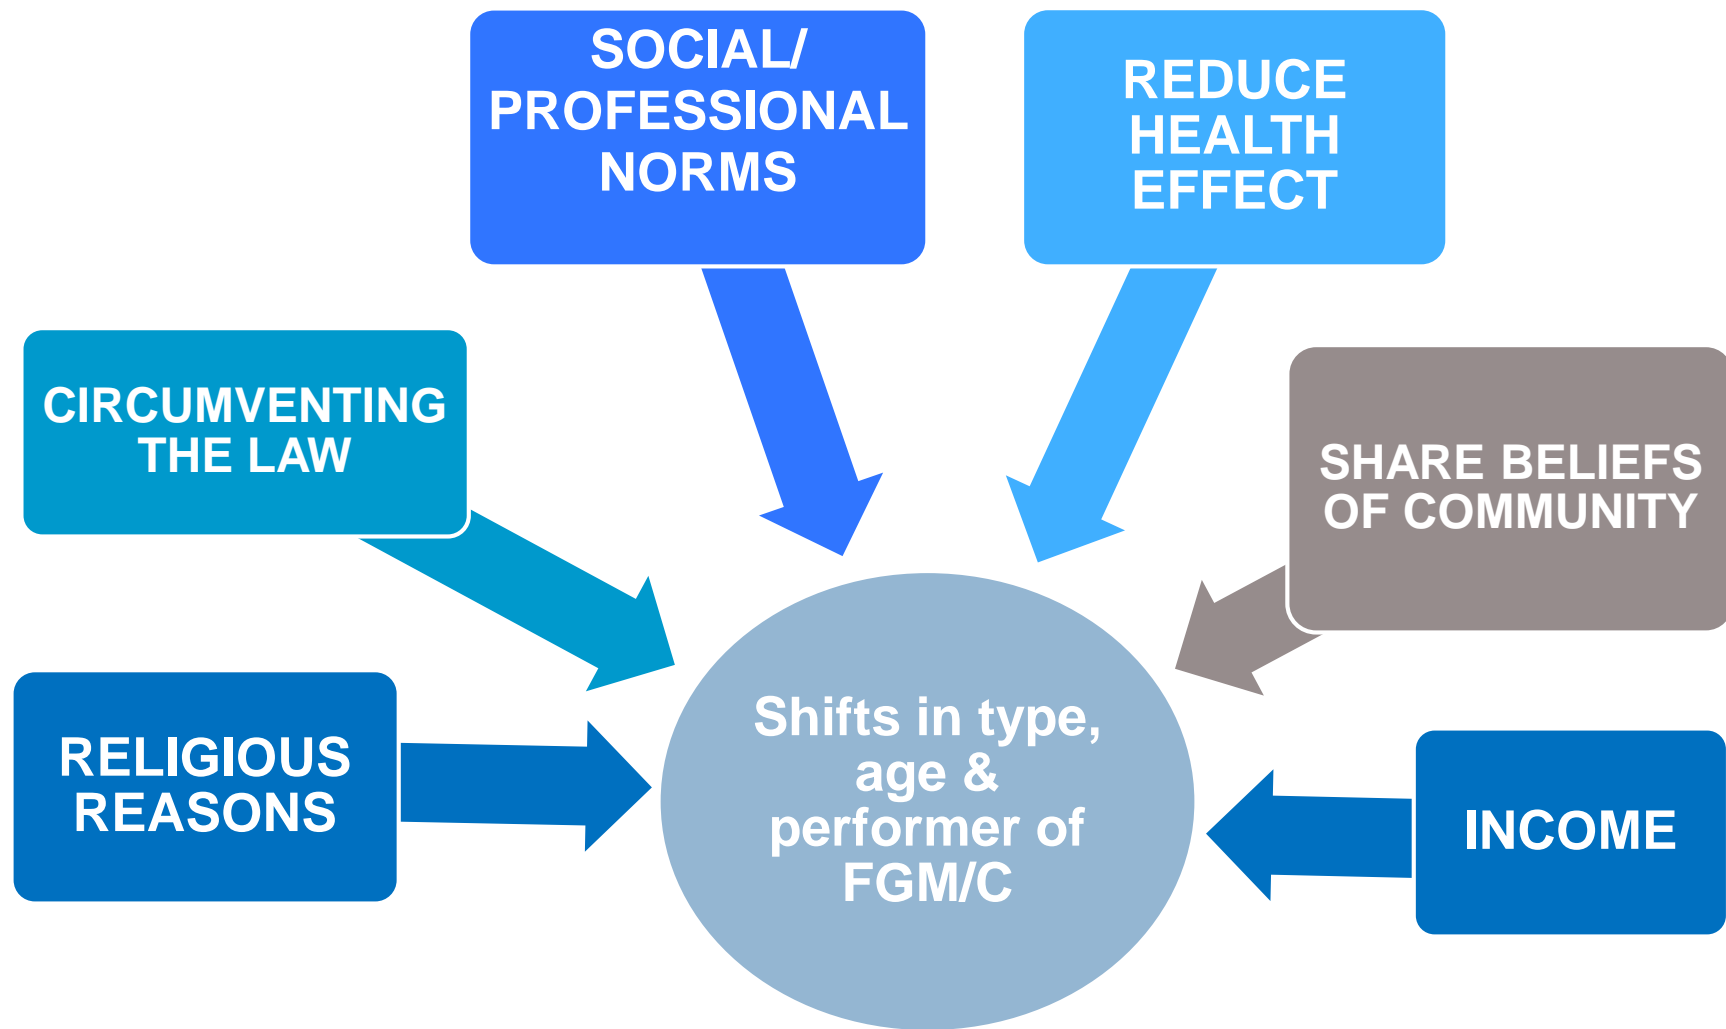 SOCIAL/
PROFESSIONAL
NORMS
REDUCE
HEALTH
EFFECT
CIRCUMVENTING
THE LAW
SHARE BELIEFS
OF COMMUNITY
RELIGIOUS
REASONS
Shifts in type,
age &
performer of
FGM/C
INCOME